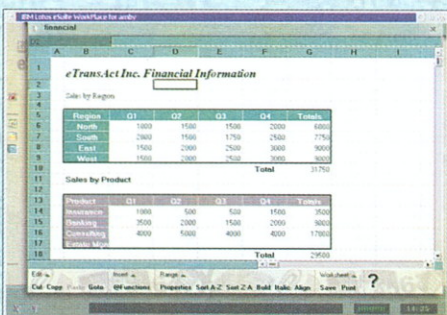 IBM Lotus eSuite WorkPlace for amby
financial
A B C D E F G H I
1 eTransAct Inc. Financial Information
2
3 Sales by Region
4
5 Region Q1 Q2 Q3 Q4 Totals
6 North 1000 1500 1500 2000 6000
7 South 2000 1500 1750 2500 7750
8 East 1500 2000 2500 3000 9000
9 West 1500 2000 2500 3000 9000
10 Total 31750
11 Sales by Product
12
13 Product Q1 Q2 Q3 Q4 Totals
14 Insurance 1000 500 500 1500 3500
15 Banking 3500 2000 1500 2000 9000
16 Consulting 4000 5000 4000 4000 17000
17 Estate Mgm
18 Total 29500
Edit Insert Range Worksheet
Cut Copy Paste Goto @Functions Properties Sort A-Z Sort Z-A Bold Italic Align Save Print ?
14:25